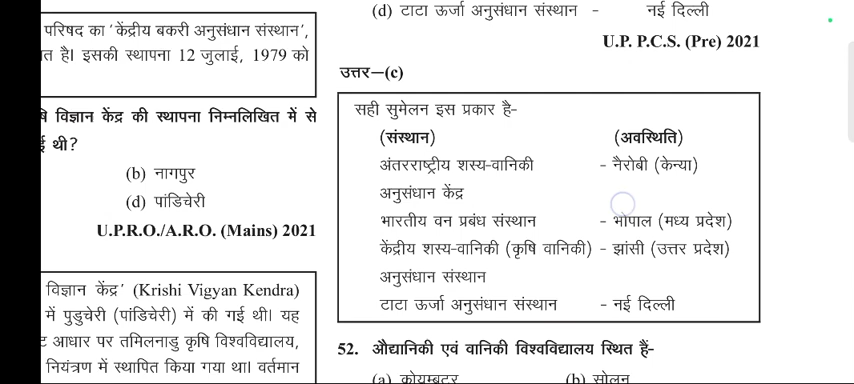 परिषद का 'केंद्रीय बकरी अनुसंधान संस्थान',
है। इसकी स्थापना 12 जुलाई, 1979 को
विज्ञान केंद्र की स्थापना निम्नलिखित में से
थी?
(b) नागपुर
(d) पांडिचेरी
U.P.R.O./A.R.O. (Mains) 2021
विज्ञान केंद्र' (Krishi Vigyan Kendra)
में पुडुचेरी (पांडिचेरी) में की गई थी। यह
आधार पर तमिलनाडु कृषि विश्वविद्यालय,
नियंत्रण में स्थापित किया गया था। वर्तमान
(d) टाटा ऊर्जा अनुसंधान संस्थान - नई दिल्ली
U.P. P.C.S. (Pre) 2021
उत्तर—(c)
सही सुमेलन इस प्रकार है-
(संस्थान) (अवस्थिति)
अंतरराष्ट्रीय शस्य-वानिकी - नैरोबी (केन्या)
अनुसंधान केंद्र
भारतीय वन प्रबंध संस्थान - भोपाल (मध्य प्रदेश)
केंद्रीय शस्य-वानिकी (कृषि वानिकी) - झांसी (उत्तर प्रदेश)
अनुसंधान संस्थान
टाटा ऊर्जा अनुसंधान संस्थान - नई दिल्ली
52. औद्यानिकी एवं वानिकी विश्वविद्यालय स्थित हैं-
(a) कोयम्बटूर (b) सोलन